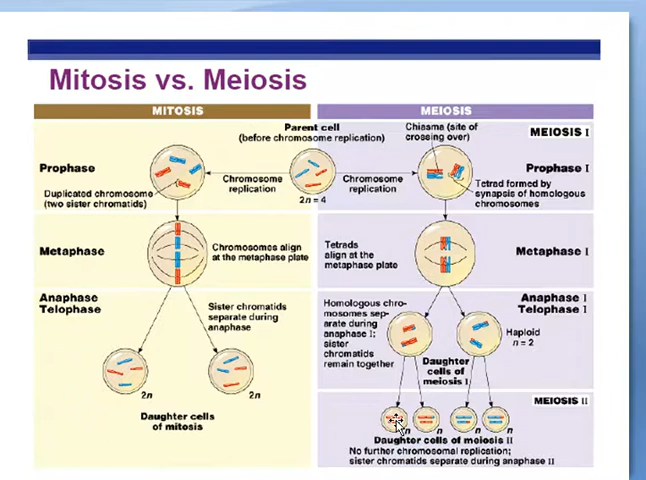 Mitosis vs. Meiosis
MITOSIS
MEIOSIS
Parent cell
(before chromosome replication)
Chiasma (site of
crossing over)
MEIOSIS I
Prophase
Prophase I
Duplicated chromosome
(two sister chromatids)
Chromosome
replication
2n = 4
Chromosome
replication
Tetrad formed by
synapsis of homologous
chromosomes
Metaphase
Chromosomes align
at the metaphase plate
Tetrads
align at the
metaphase plate
Metaphase I
Anaphase
Telophase
Sister chromatids
separate during
anaphase
Homologous chro-
mosomes sep-
arate during
anaphase I;
sister
chromatids
remain together
Anaphase I
Telophase I
Haploid
n = 2
Daughter
cells of
meiosis I
2n
2n
Daughter cells
of mitosis
MEIOSIS II
n
n
n
n
Daughter cells of meiosis II
No further chromosomal replication;
sister chromatids separate during anaphase II